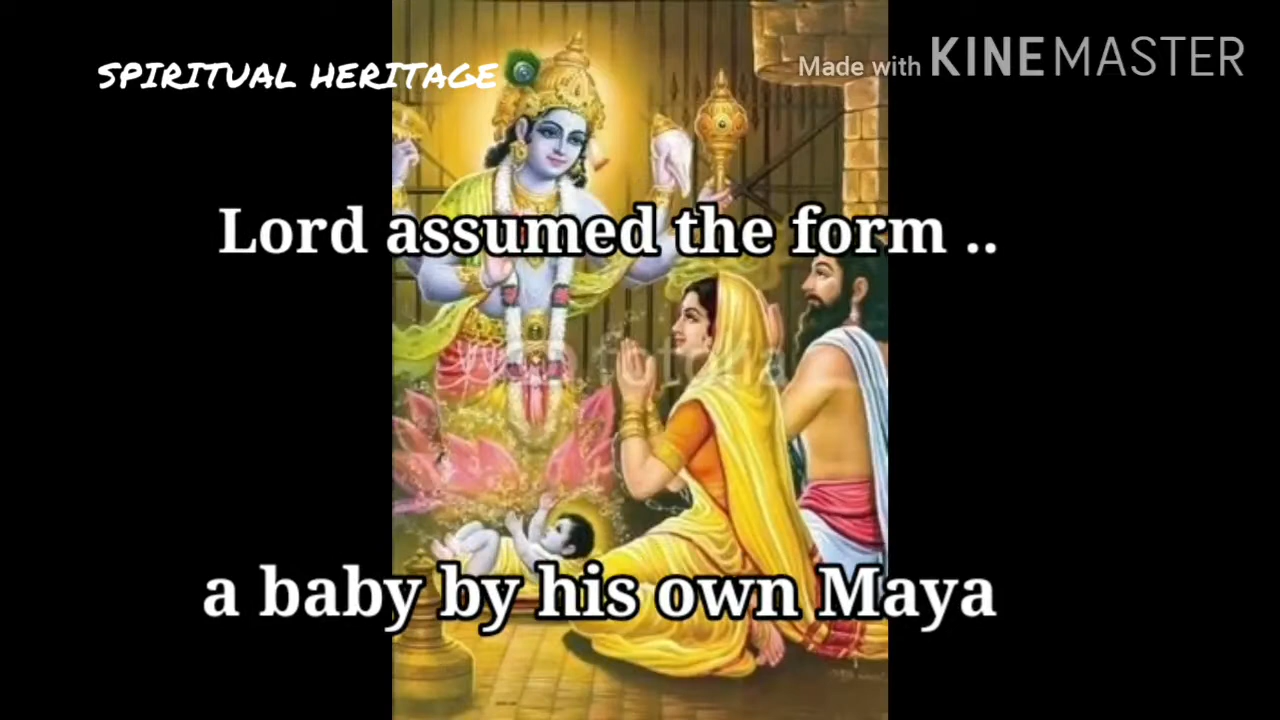 SPIRITUAL HERITAGE
Made with KINEMASTER
Lord assumed the form ..
a baby by his own Maya